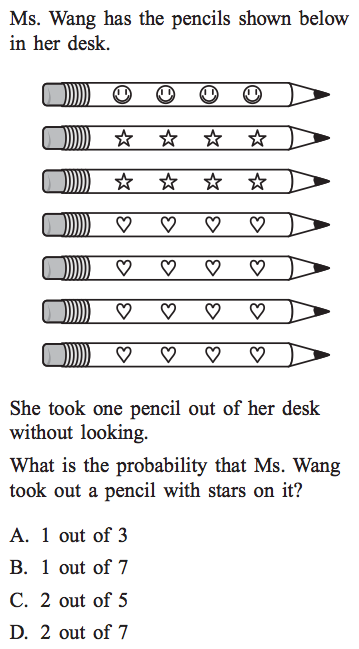 Ms. Wang has the pencils shown below
in her desk.
She took one pencil out of her desk
without looking.
What is the probability that Ms. Wang
took out a pencil with stars on it?
A. 1 out of 3
B. 1 out of 7
C. 2 out of 5
D. 2 out of 7